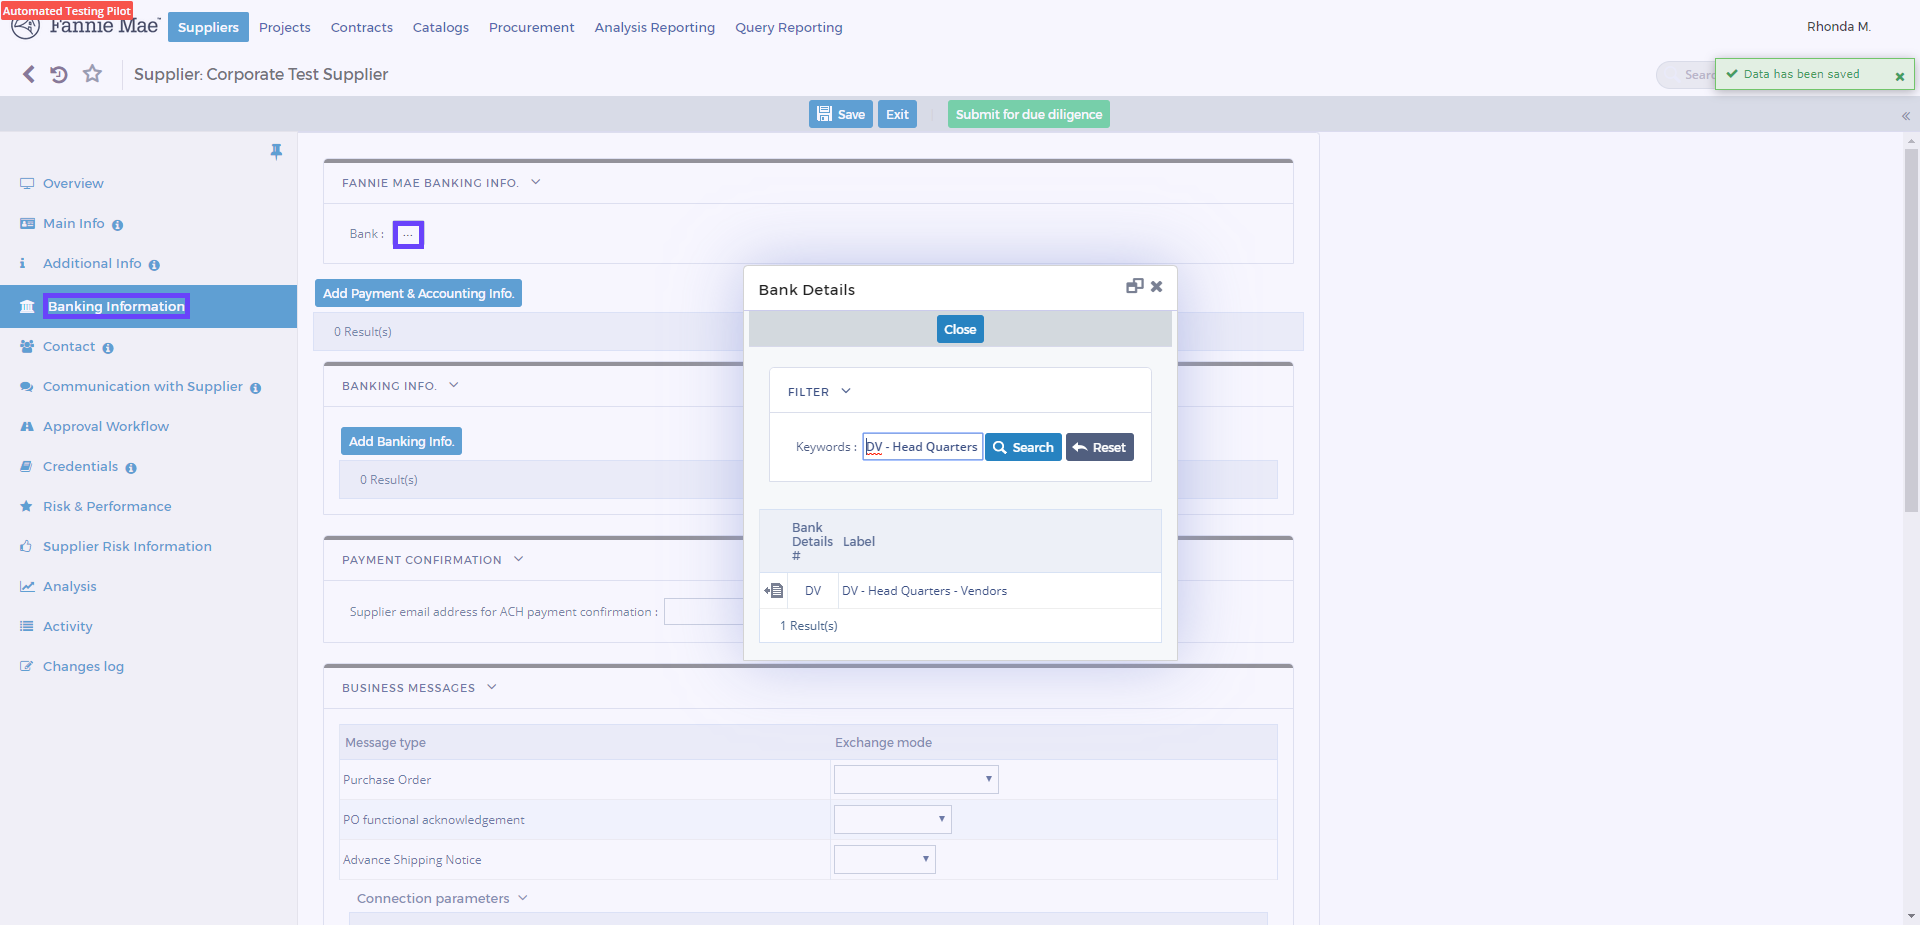 Automated Testing Pilot
Fannie Mae
Suppliers Projects Contracts Catalogs Procurement Analysis Reporting Query Reporting
Rhonda M.
Supplier: Corporate Test Supplier
Data has been saved
Save Exit Submit for due diligence
Overview
Main Info
Additional Info
Banking Information
Contact
Communication with Supplier
Approval Workflow
Credentials
Risk & Performance
Supplier Risk Information
Analysis
Activity
Changes log
FANNIE MAE BANKING INFO.
Bank : ...
Add Payment & Accounting Info.
0 Result(s)
BANKING INFO.
Add Banking Info.
0 Result(s)
PAYMENT CONFIRMATION
Supplier email address for ACH payment confirmation :
BUSINESS MESSAGES
Message type Exchange mode
Purchase Order
PO functional acknowledgement
Advance Shipping Notice
Connection parameters
Bank Details
Close
FILTER
Keywords : DV - Head Quarters Search Reset
Bank
Details Label
#
DV DV - Head Quarters - Vendors
1 Result(s)